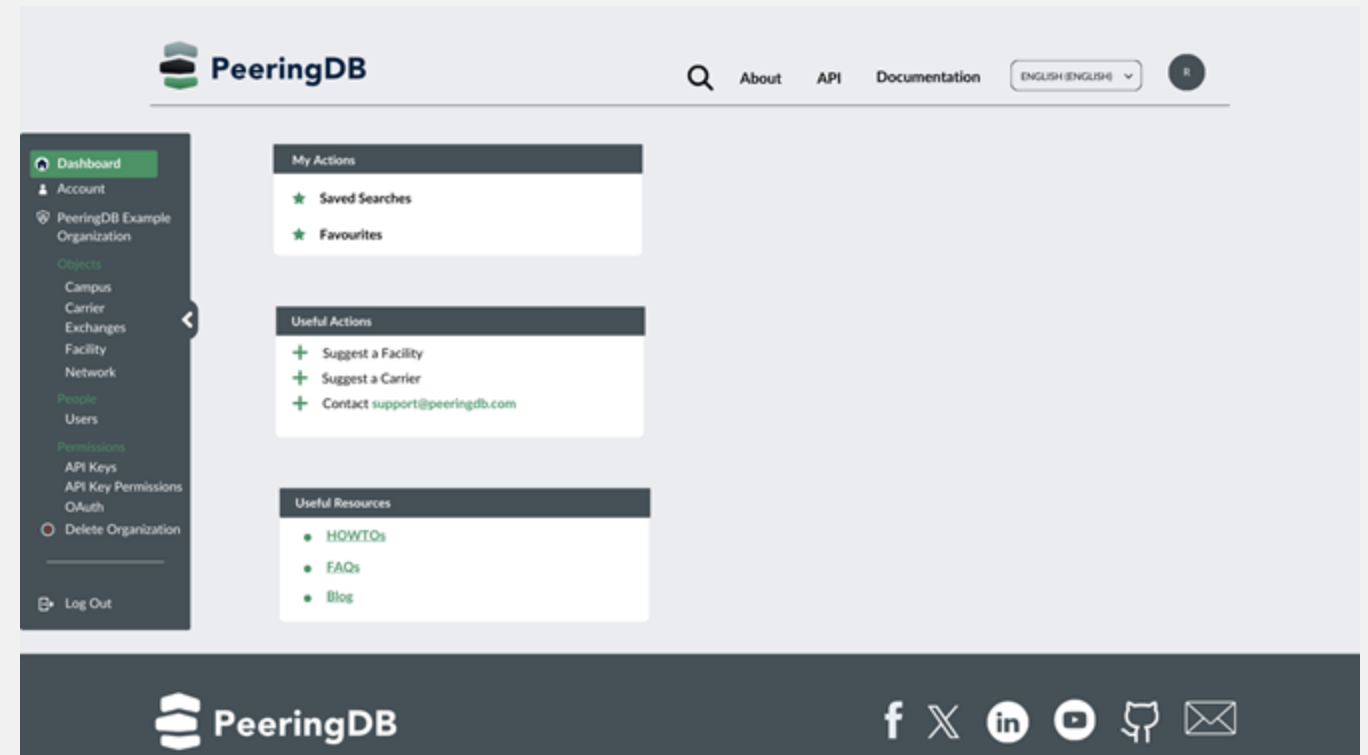 PeeringDB
About API Documentation ENGLISH (ENGLISH) R
Dashboard
Account
PeeringDB Example
Organization
Objects
Campus
Carrier
Exchanges
Facility
Network
People
Users
Permissions
API Keys
API Key Permissions
OAuth
Delete Organization
Log Out
My Actions
Saved Searches
Favourites
Useful Actions
Suggest a Facility
Suggest a Carrier
Contact support@peeringdb.com
Useful Resources
HOWTOs
FAQs
Blog
PeeringDB
f X in